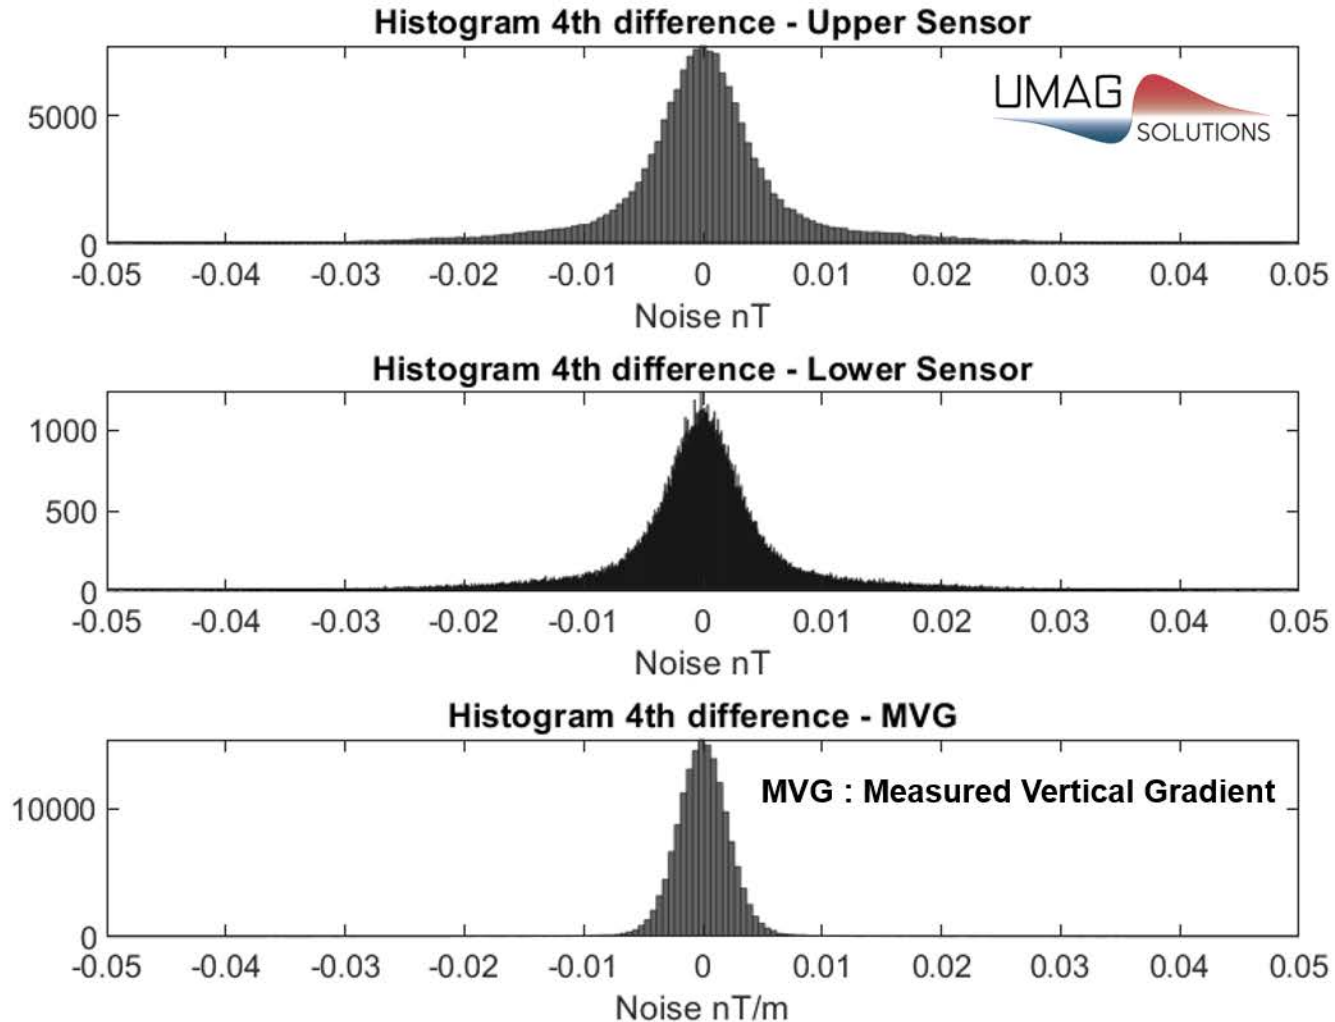 Histogram 4th difference - Upper Sensor
UMAG
SOLUTIONS
5000
0
-0.05 -0.04 -0.03 -0.02 -0.01 0 0.01 0.02 0.03 0.04 0.05
Noise nT
Histogram 4th difference - Lower Sensor
1000
500
0
-0.05 -0.04 -0.03 -0.02 -0.01 0 0.01 0.02 0.03 0.04 0.05
Noise nT
Histogram 4th difference - MVG
MVG : Measured Vertical Gradient
10000
0
-0.05 -0.04 -0.03 -0.02 -0.01 0 0.01 0.02 0.03 0.04 0.05
Noise nT/m